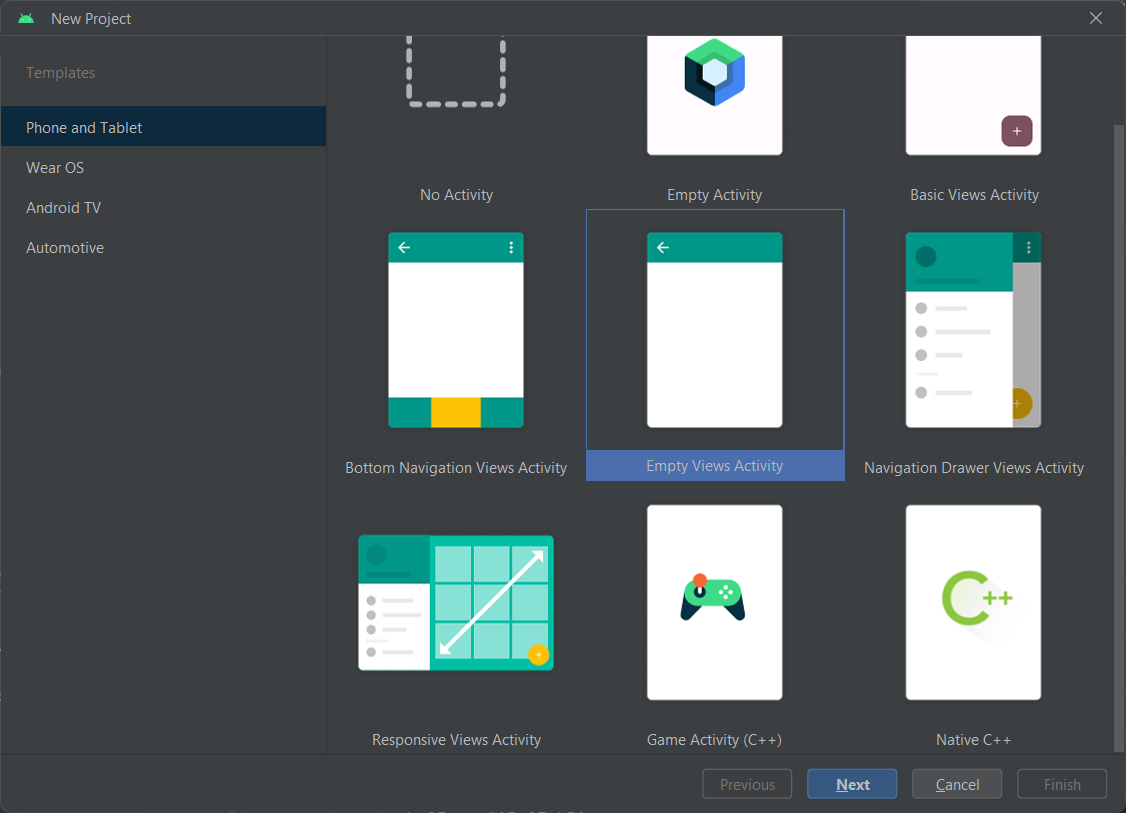 New Project
Templates
Phone and Tablet
Wear OS
Android TV
Automotive
No Activity
Empty Activity
Basic Views Activity
Bottom Navigation Views Activity
Empty Views Activity
Navigation Drawer Views Activity
Responsive Views Activity
Game Activity (C++)
C++
Native C++
Previous
Next
Cancel
Finish